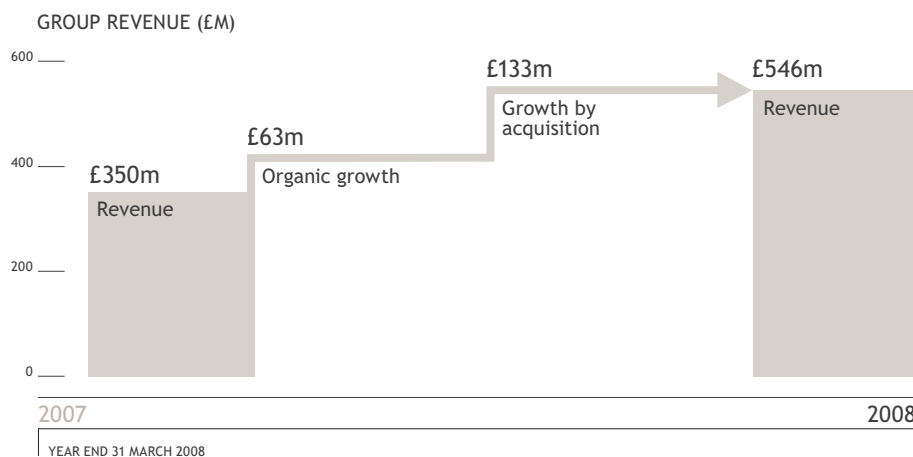 GROUP REVENUE (£M)
600
£133m
£546m
Growth by
acquisition
Revenue
£63m
400
£350m
Organic growth
Revenue
200
0
2007
2008
YEAR END 31 MARCH 2008